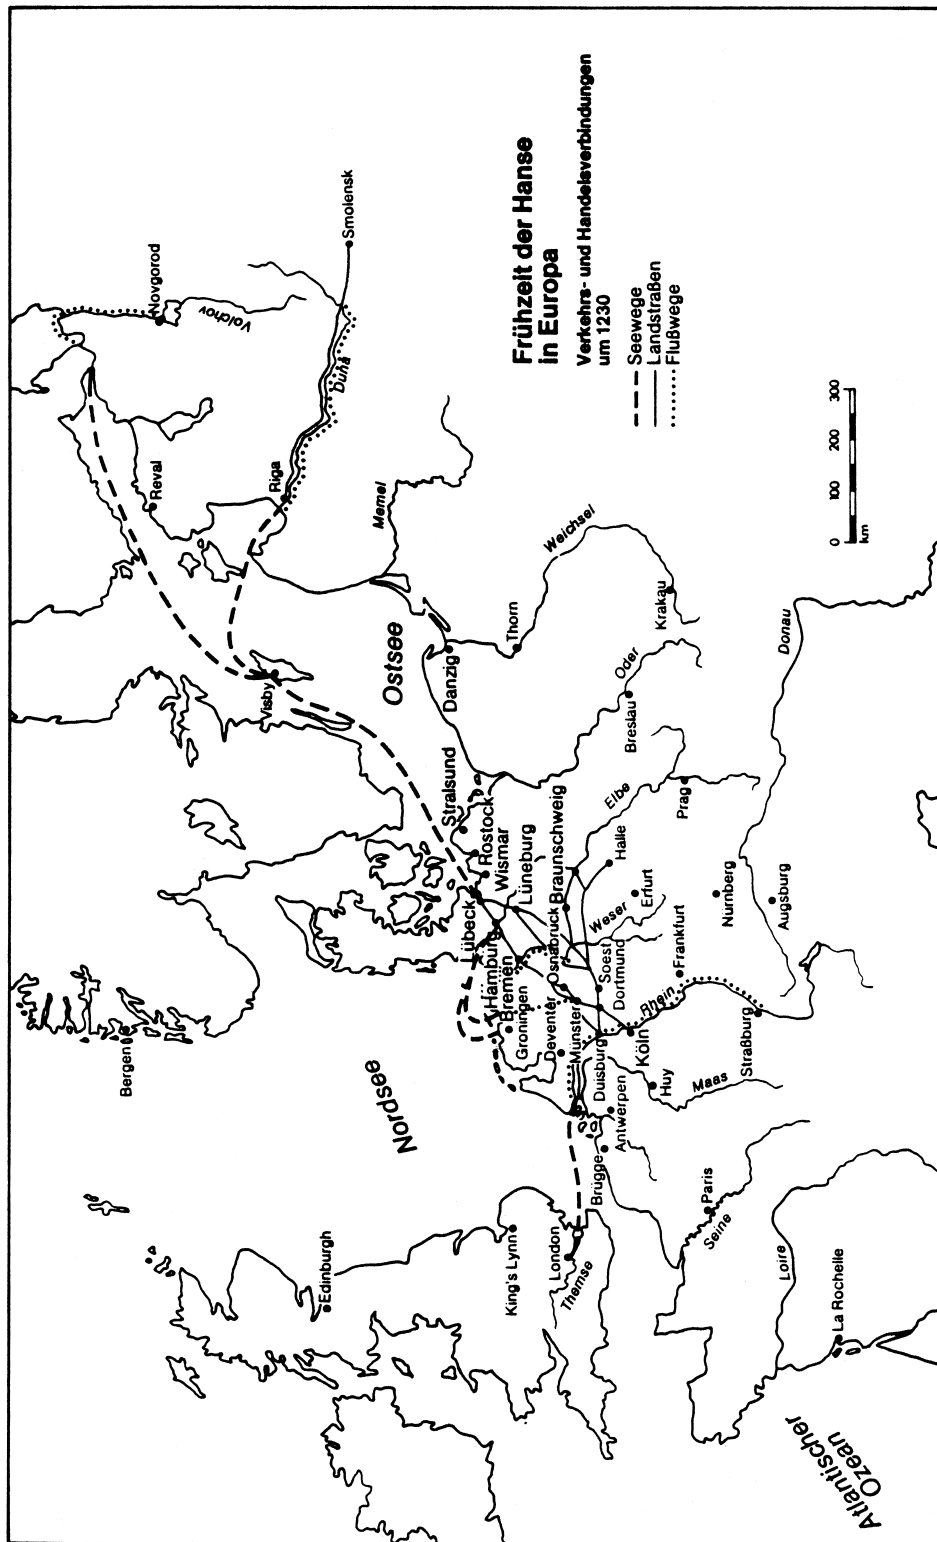 Frühzeit der Hanse
in Europa
Verkehrs- und Handelsverbindungen
um 1230
Seewege
Landstraßen
Flußwege
0 100 200 300
km
Atlantischer
Ozean
Nordsee
Ostsee
Edinburgh
King's Lynn
London
Themse
La Rochelle
Loire
Paris
Seine
Brügge
Antwerpen
Huy
Maas
Straßburg
Bergen
Groningen
Deventer
Münster
Duisburg
Köln
Rhein
Frankfurt
Dortmund
Soest
Osnabrück
Weser
Bremen
Hamburg
Lübeck
Lüneburg
Braunschweig
Wismar
Rostock
Stralsund
Halle
Erfurt
Nürnberg
Augsburg
Elbe
Prag
Breslau
Oder
Krakau
Donau
Danzig
Thorn
Weichsel
Memel
Visby
Riga
Reval
Düna
Smolensk
Novgorod
Volchov